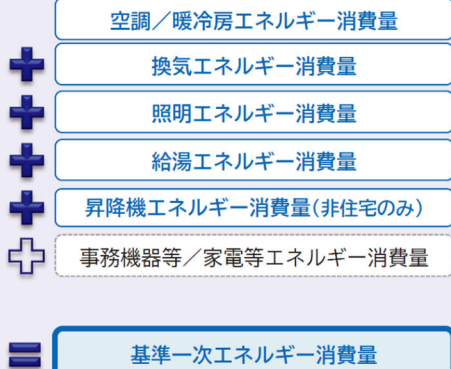 空調／暖冷房エネルギー消費量
換気エネルギー消費量
照明エネルギー消費量
給湯エネルギー消費量
昇降機エネルギー消費量(非住宅のみ)
事務機器等／家電等エネルギー消費量
基準一次エネルギー消費量